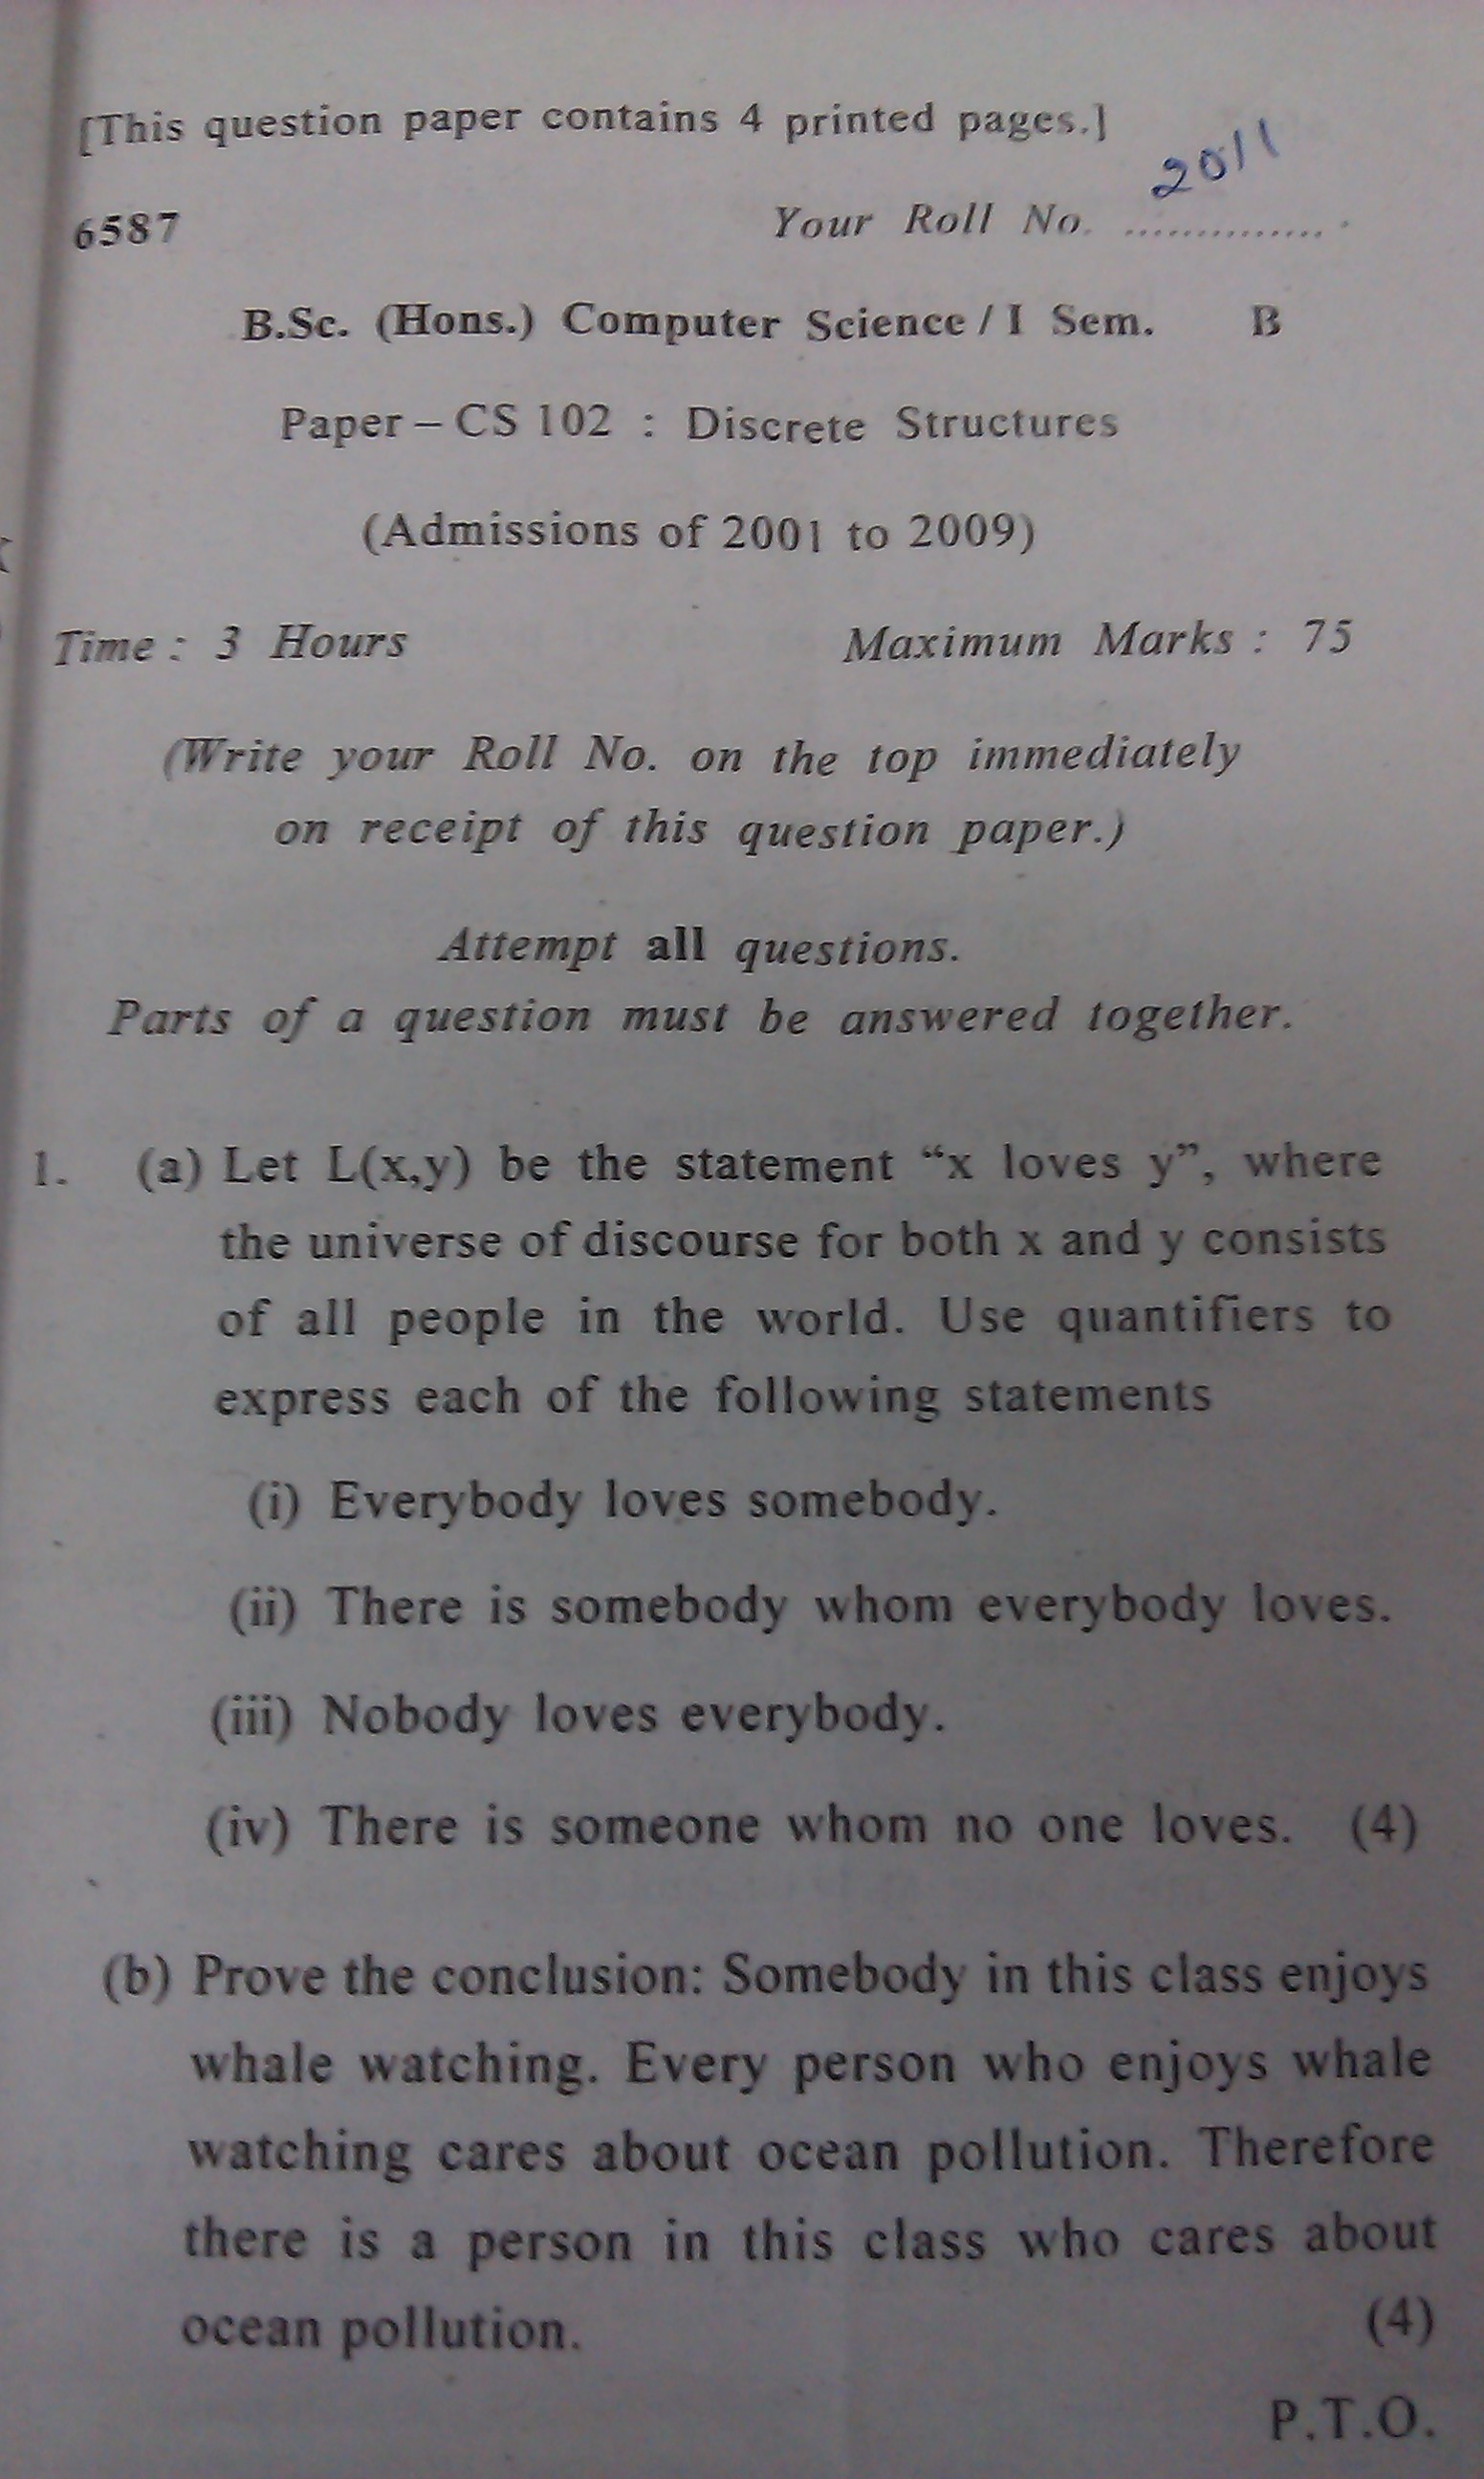 [This question paper contains 4 printed pages.]
2011
6587 Your Roll No. ................
B.Sc. (Hons.) Computer Science / I Sem. B
Paper – CS 102 : Discrete Structures
(Admissions of 2001 to 2009)
Time : 3 Hours Maximum Marks : 75
(Write your Roll No. on the top immediately
on receipt of this question paper.)
Attempt all questions.
Parts of a question must be answered together.
1. (a) Let L(x,y) be the statement “x loves y”, where
the universe of discourse for both x and y consists
of all people in the world. Use quantifiers to
express each of the following statements
(i) Everybody loves somebody.
(ii) There is somebody whom everybody loves.
(iii) Nobody loves everybody.
(iv) There is someone whom no one loves. (4)
(b) Prove the conclusion: Somebody in this class enjoys
whale watching. Every person who enjoys whale
watching cares about ocean pollution. Therefore
there is a person in this class who cares about
ocean pollution. (4)
P.T.O.